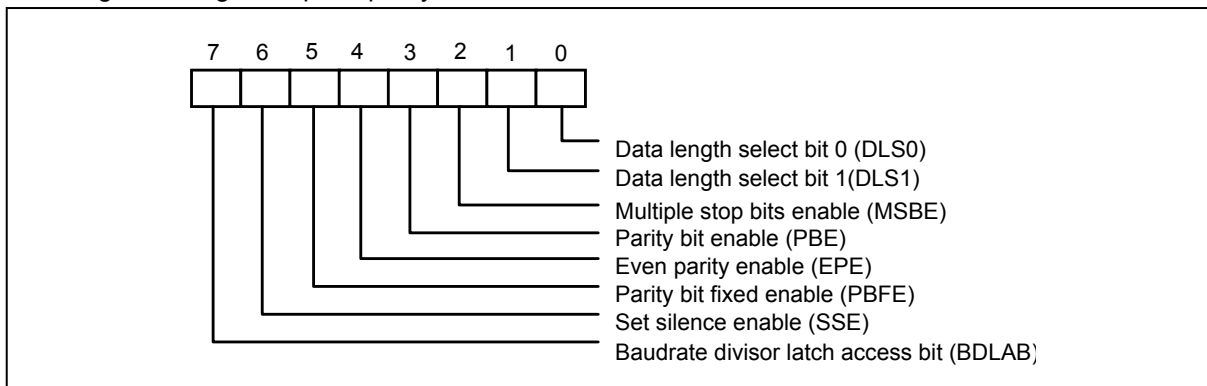 7 6 5 4 3 2 1 0
Data length select bit 0 (DLS0)
Data length select bit 1(DLS1)
Multiple stop bits enable (MSBE)
Parity bit enable (PBE)
Even parity enable (EPE)
Parity bit fixed enable (PBFE)
Set silence enable (SSE)
Baudrate divisor latch access bit (BDLAB)